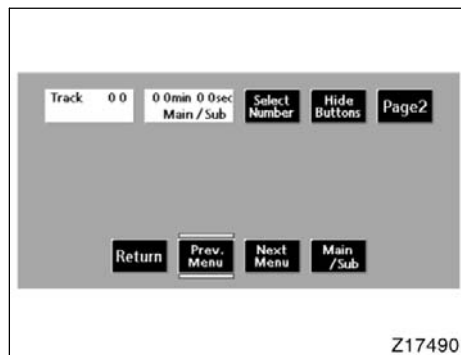 Track 0 0
0 0min 0 0sec
Main / Sub
Select
Number
Hide
Buttons
Page2
Return
Prev.
Menu
Next
Menu
Main
/Sub
Z17490